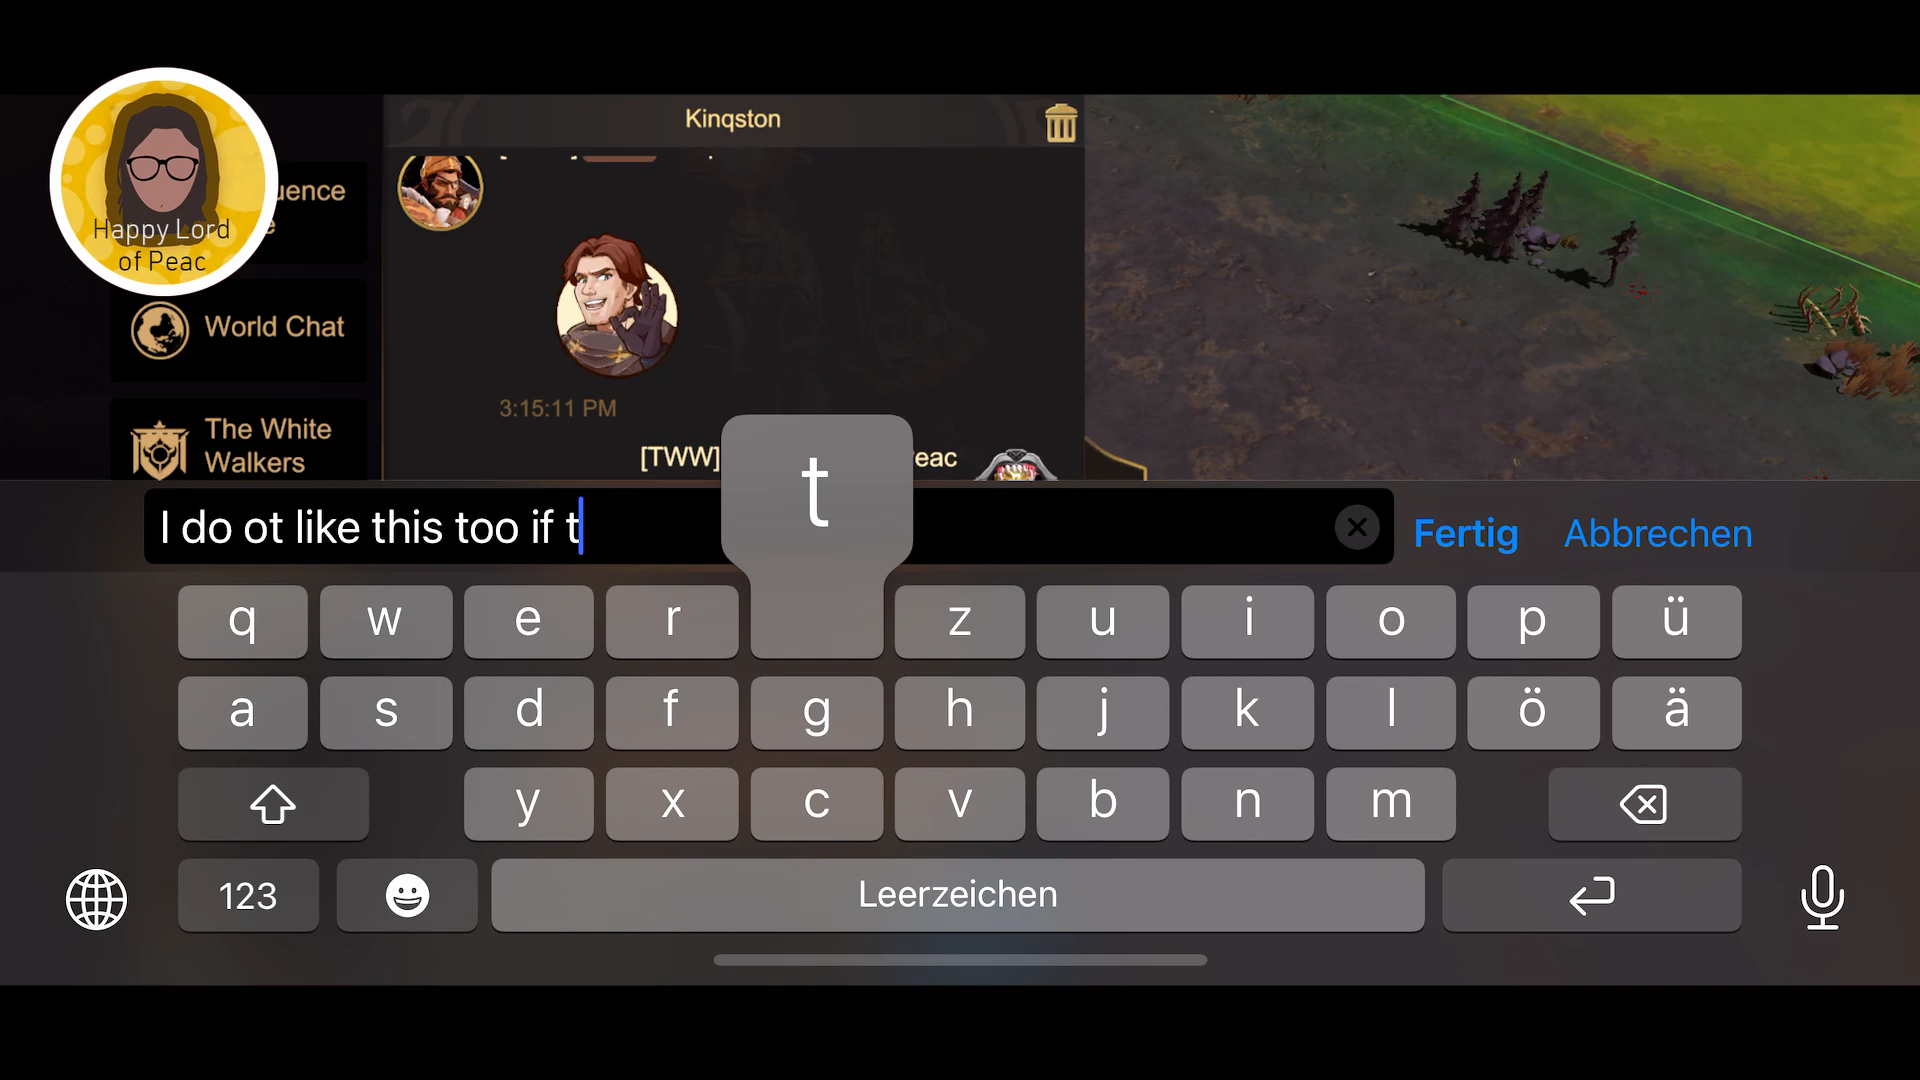 Kinqston
uence
e
Happy Lord
of Peac
World Chat
3:15:11 PM
The White
Walkers
[TWW] eac
t
I do ot like this too if t
Fertig
Abbrechen
q w e r z u i o p ü
a s d f g h j k l ö ä
y x c v b n m
123
Leerzeichen